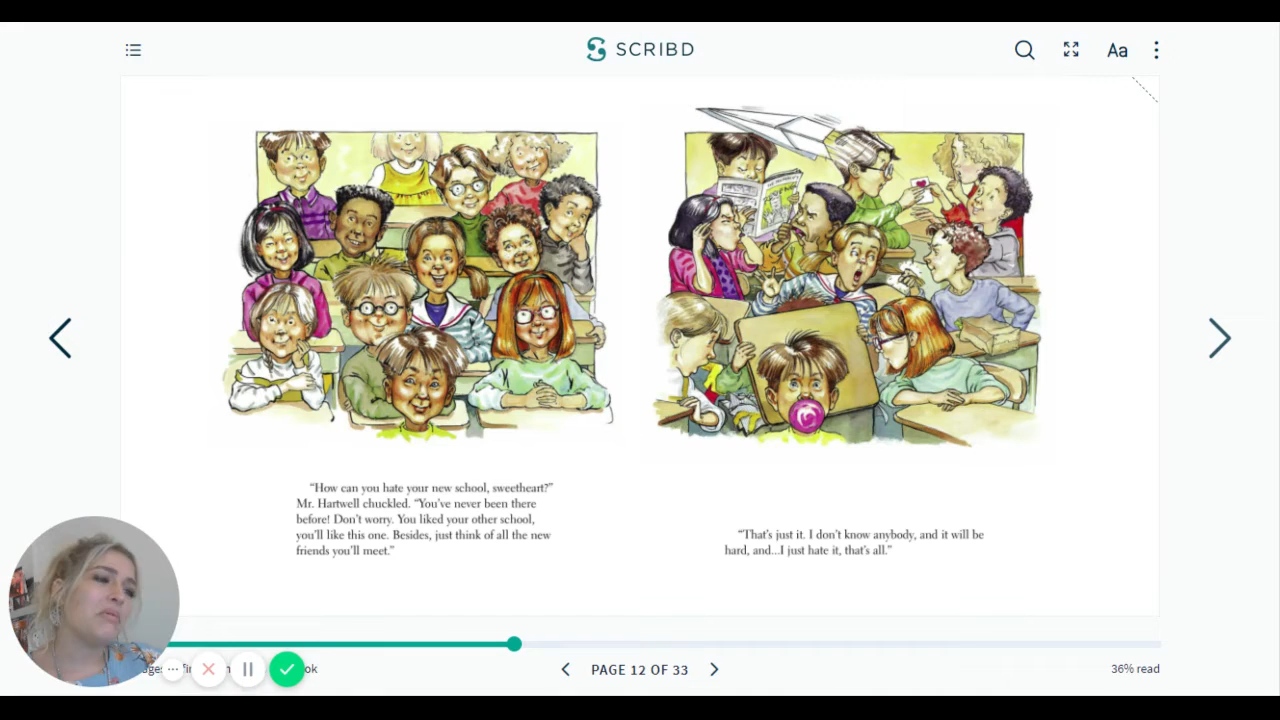 SCRIBD
Aa
“How can you hate your new school, sweetheart?”
Mr. Hartwell chuckled. “You’ve never been there
before! Don’t worry. You liked your other school,
you’ll like this one. Besides, just think of all the new
friends you’ll meet.”
“That’s just it. I don’t know anybody, and it will be
hard, and...I just hate it, that’s all.”
PAGE 12 OF 33
36% read